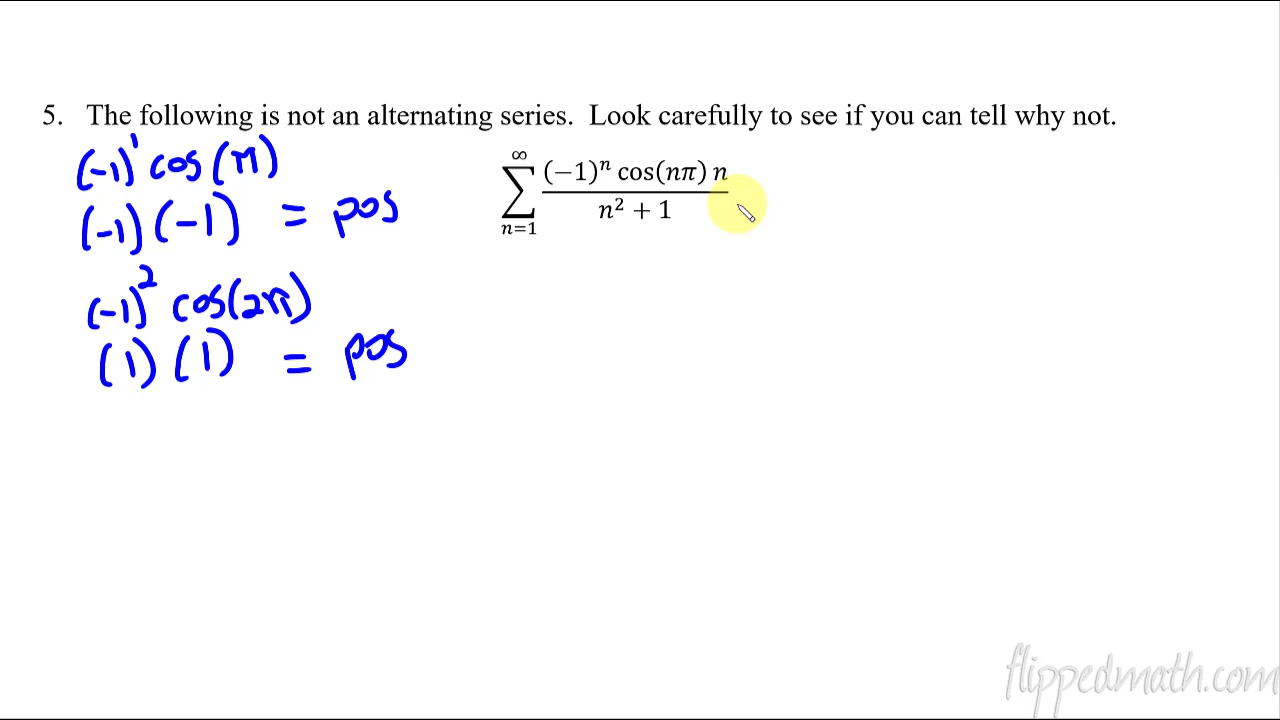 5. The following is not an alternating series. Look carefully to see if you can tell why not.
(-1)^1 cos(π)
(-1)(-1) = pos
(-1)^2 cos(2π)
(1)(1) = pos
∞
∑ (−1)^n cos(nπ) n
n^2 + 1
n=1
flippedmath.com